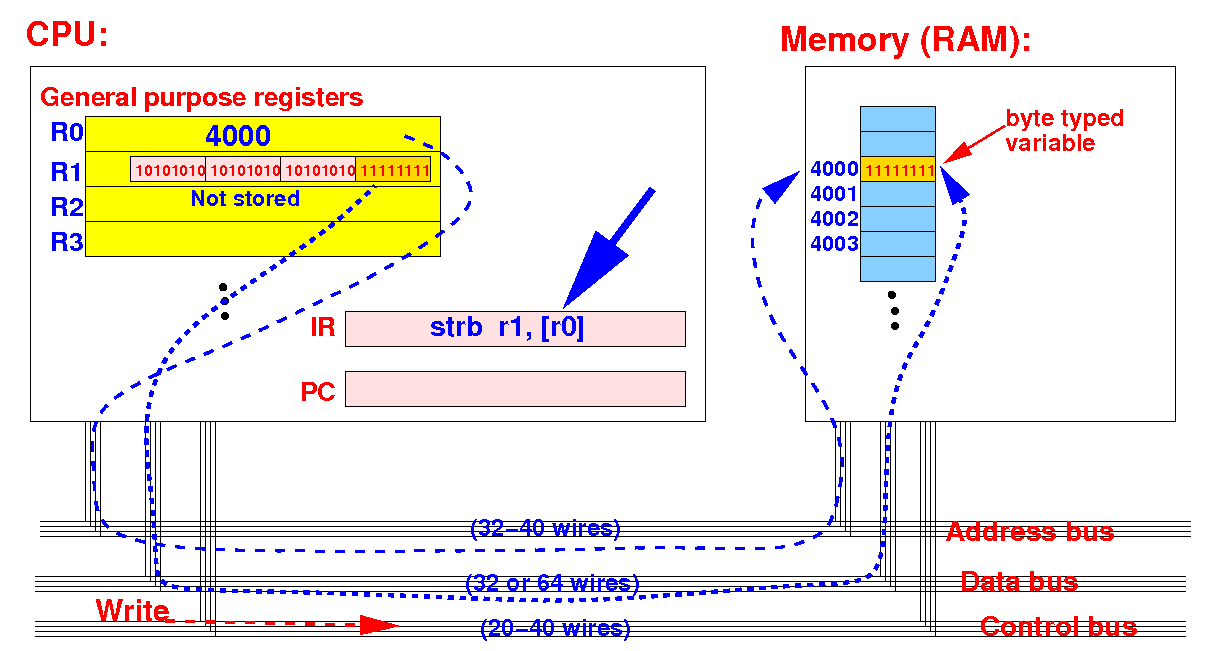 CPU:
Memory (RAM):
General purpose registers
R0 4000
R1 10101010 10101010 10101010 11111111
Not stored
R2
R3
IR strb r1, [r0]
PC
byte typed
variable
4000 11111111
4001
4002
4003
(32−40 wires) Address bus
(32 or 64 wires) Data bus
Write
(20−40 wires) Control bus